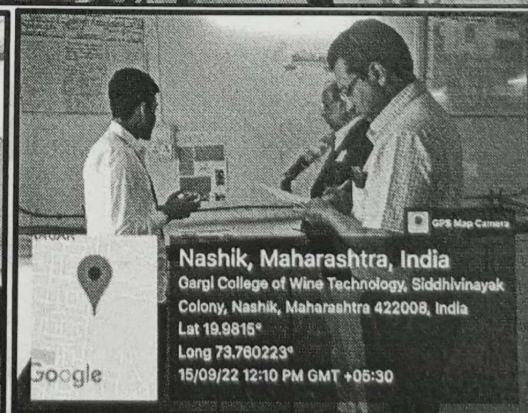 GPS Map Camera
Nashik, Maharashtra, India
Gargi College of Wine Technology, Siddhivinayak
Colony, Nashik, Maharashtra 422008, India
Lat 19.9815°
Long 73.760223°
15/09/22 12:10 PM GMT +05:30
Google